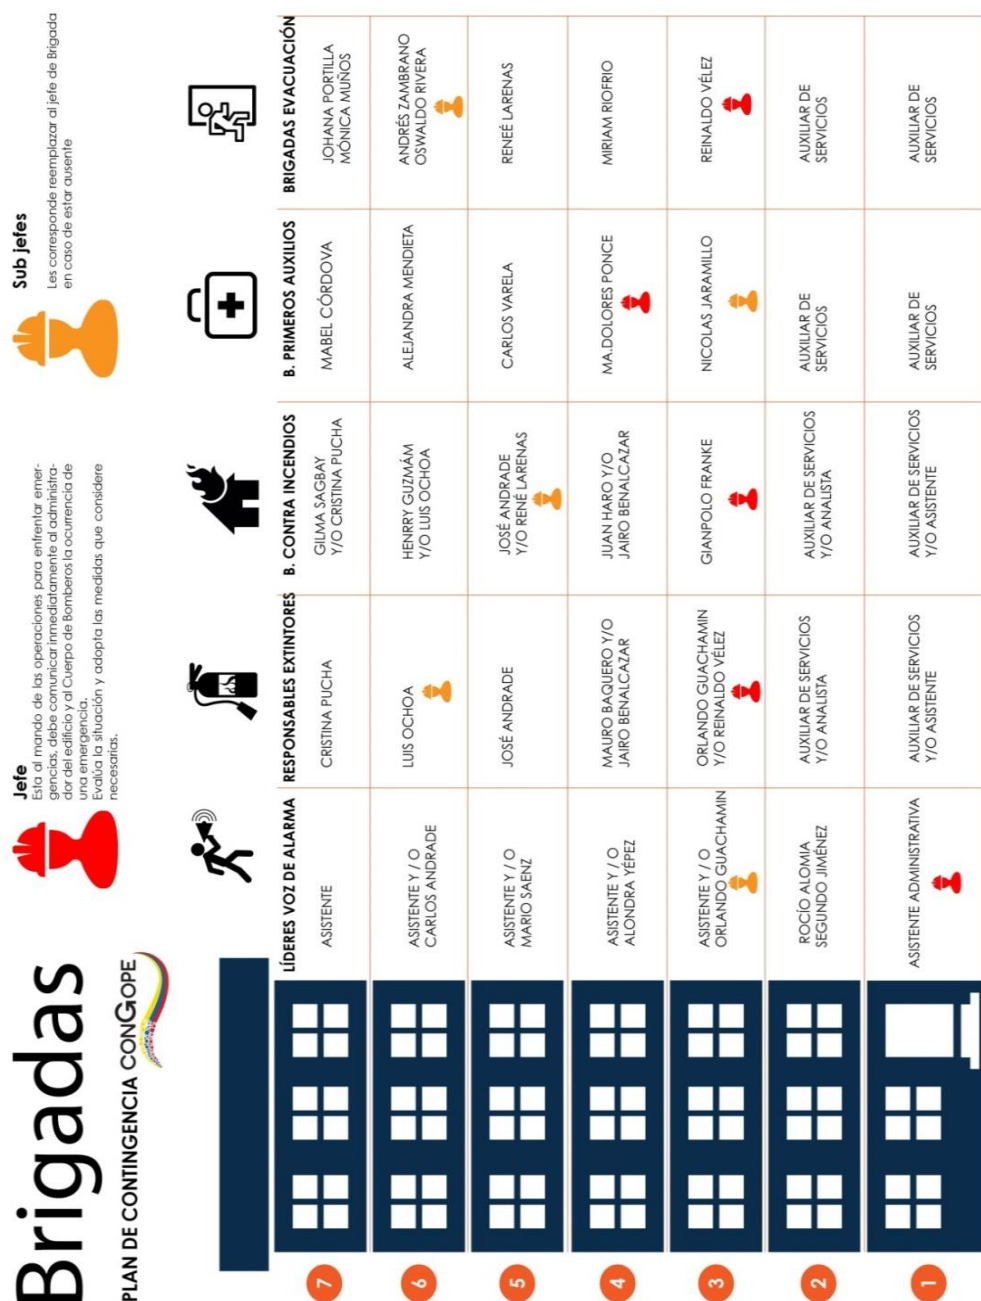 Brigadas
PLAN DE CONTINGENCIA CONGOPE
Jefe
Esta al mando de las operaciones para enfrentar emer-
gencias, debe comunicar inmediatamente al administra-
dor del edificio y al Cuerpo de Bomberos la ocurrencia de
una emergencia.
Evalúa la situación y adopta las medidas que considere
necesarias.
Sub jefes
Les corresponde reemplazar al jefe de Brigada
en caso de estar ausente
LÍDERES VOZ DE ALARMA
RESPONSABLES EXTINTORES
B. CONTRA INCENDIOS
B. PRIMEROS AUXILIOS
BRIGADAS EVACUACIÓN
7
ASISTENTE
CRISTINA PUCHA
GILMA SAGBAY
Y/O CRISTINA PUCHA
MABEL CÓRDOVA
JOHANA PORTILLA
MÓNICA MUÑOS
6
ASISTENTE Y / O
CARLOS ANDRADE
LUIS OCHOA
HENRRY GUZMÁM
Y/O LUIS OCHOA
ALEJANDRA MENDIETA
ANDRÉS ZAMBRANO
OSWALDO RIVERA
5
ASISTENTE Y / O
MARIO SAENZ
JOSÉ ANDRADE
JOSÉ ANDRADE
Y/O RENÉ LARENAS
CARLOS VARELA
RENEÉ LARENAS
4
ASISTENTE Y / O
ALONDRA YÉPEZ
MAURO BAQUERO Y/O
JAIRO BENALCAZAR
JUAN HARO Y/O
JAIRO BENALCAZAR
MA.DOLORES PONCE
MIRIAM RIOFRIO
3
ASISTENTE Y / O
ORLANDO GUACHAMIN
ORLANDO GUACHAMIN
Y/O REINALDO VÉLEZ
GIANPOLO FRANKE
NICOLAS JARAMILLO
REINALDO VÉLEZ
2
ROCÍO ALOMIA
SEGUNDO JIMÉNEZ
AUXILIAR DE SERVICIOS
Y/O ANALISTA
AUXILIAR DE SERVICIOS
Y/O ANALISTA
AUXILIAR DE
SERVICIOS
AUXILIAR DE
SERVICIOS
1
ASISTENTE ADMINISTRATIVA
AUXILIAR DE SERVICIOS
Y/O ASISTENTE
AUXILIAR DE SERVICIOS
Y/O ASISTENTE
AUXILIAR DE
SERVICIOS
AUXILIAR DE
SERVICIOS